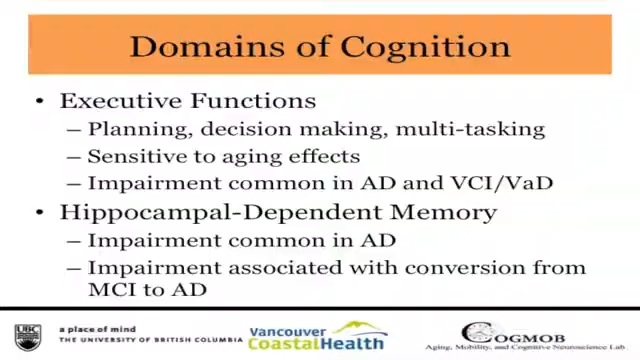 Domains of Cognition
• Executive Functions
– Planning, decision making, multi-tasking
– Sensitive to aging effects
– Impairment common in AD and VCI/VaD
• Hippocampal-Dependent Memory
– Impairment common in AD
– Impairment associated with conversion from
MCI to AD
UBC
a place of mind
THE UNIVERSITY OF BRITISH COLUMBIA
Vancouver
CoastalHealth
COGMOB
Aging, Mobility, and Cognitive Neuroscience Lab